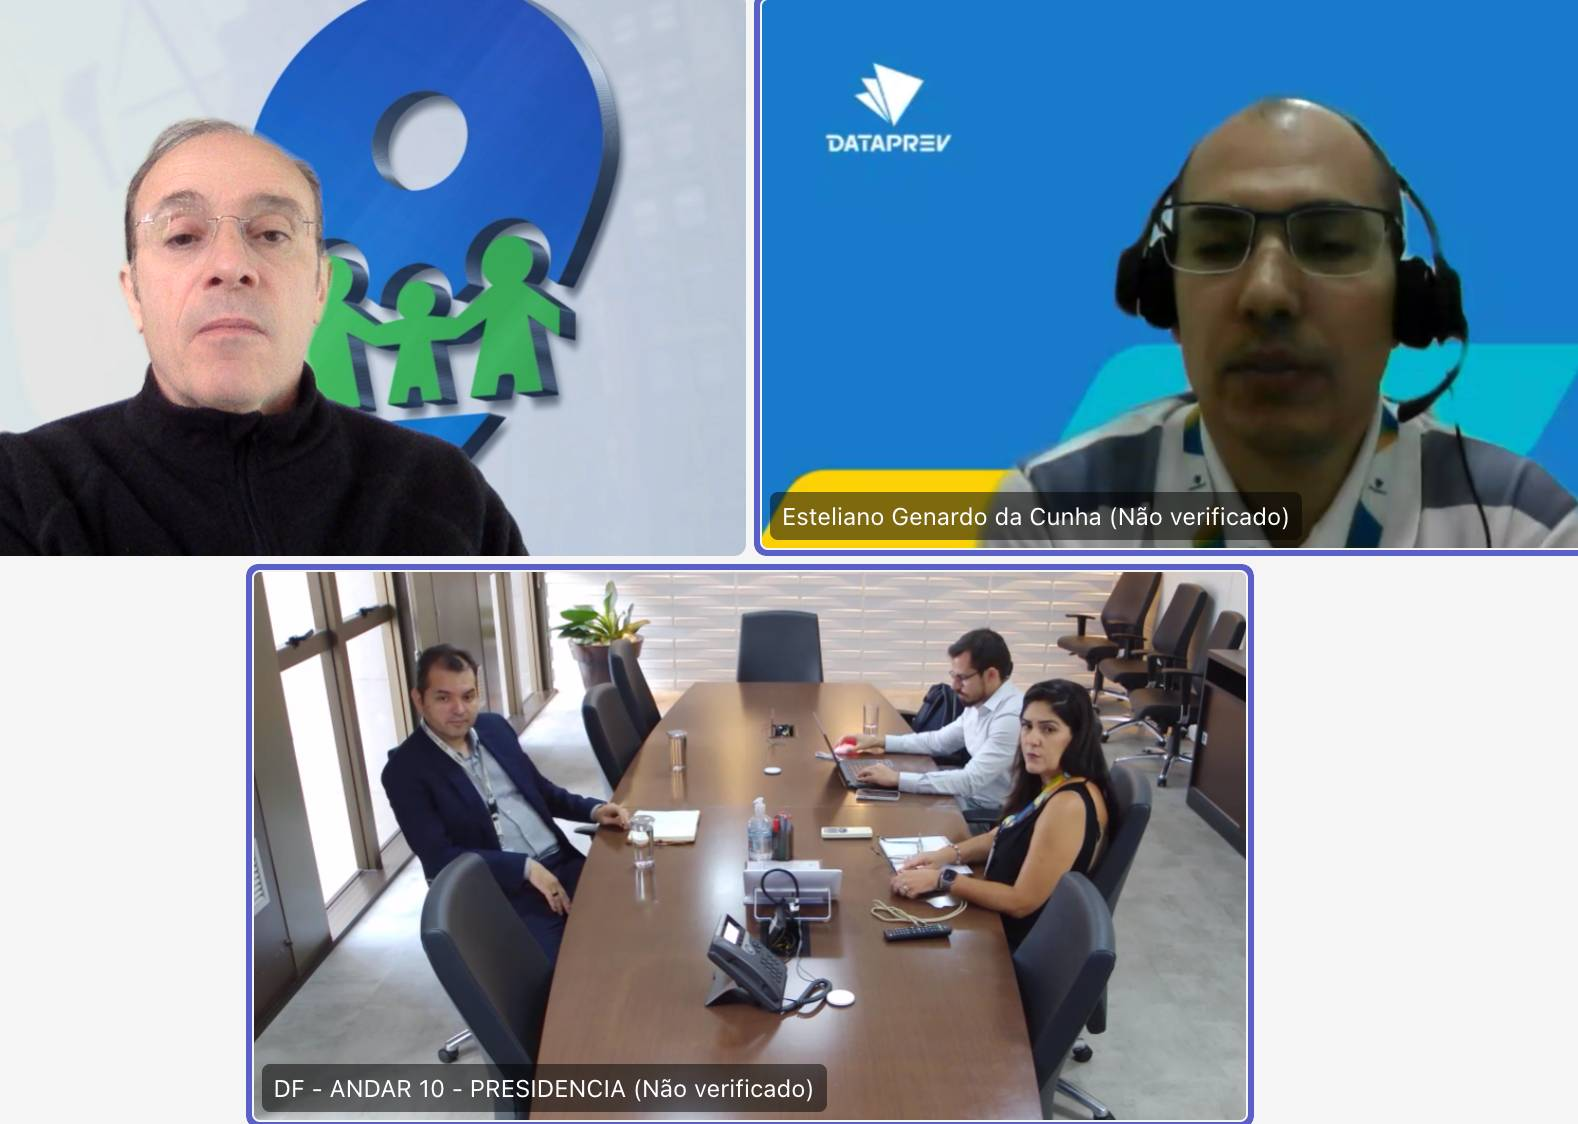 DATAPREV
Esteliano Genardo da Cunha (Não verificado)
DF - ANDAR 10 - PRESIDENCIA (Não verificado)